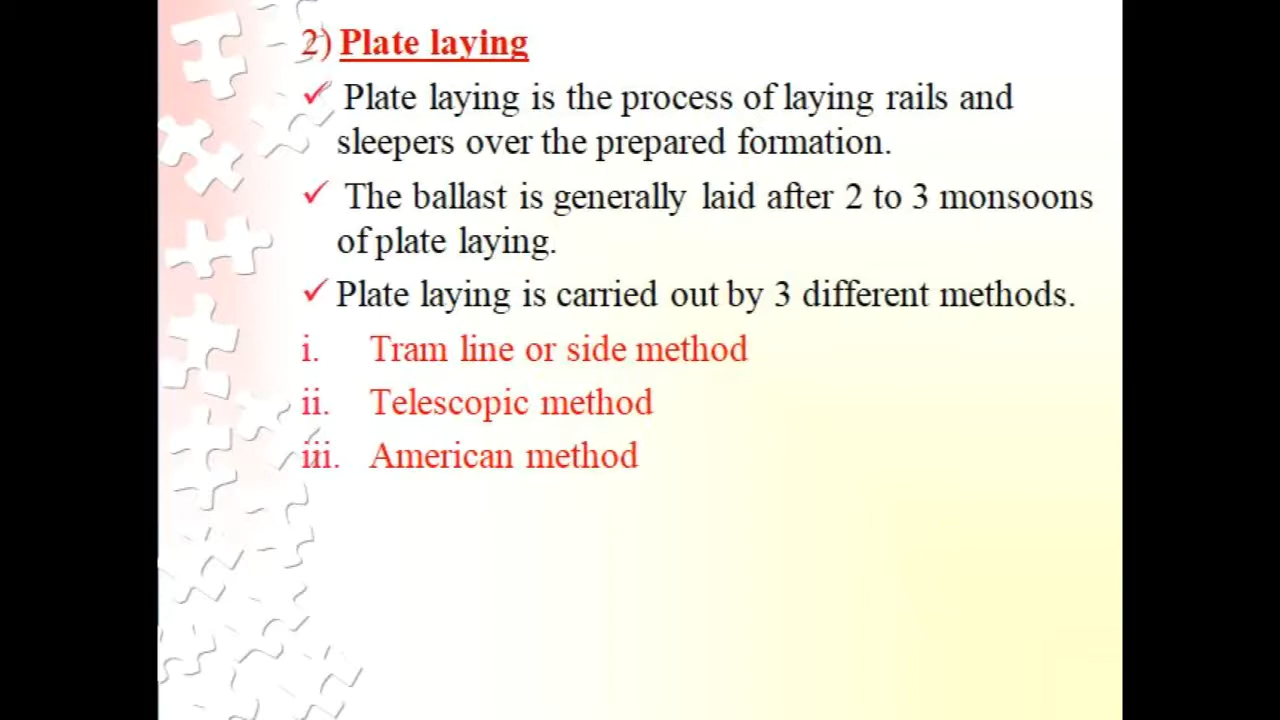 2) Plate laying
✓ Plate laying is the process of laying rails and
sleepers over the prepared formation.
✓ The ballast is generally laid after 2 to 3 monsoons
of plate laying.
✓ Plate laying is carried out by 3 different methods.
i. Tram line or side method
ii. Telescopic method
iii. American method